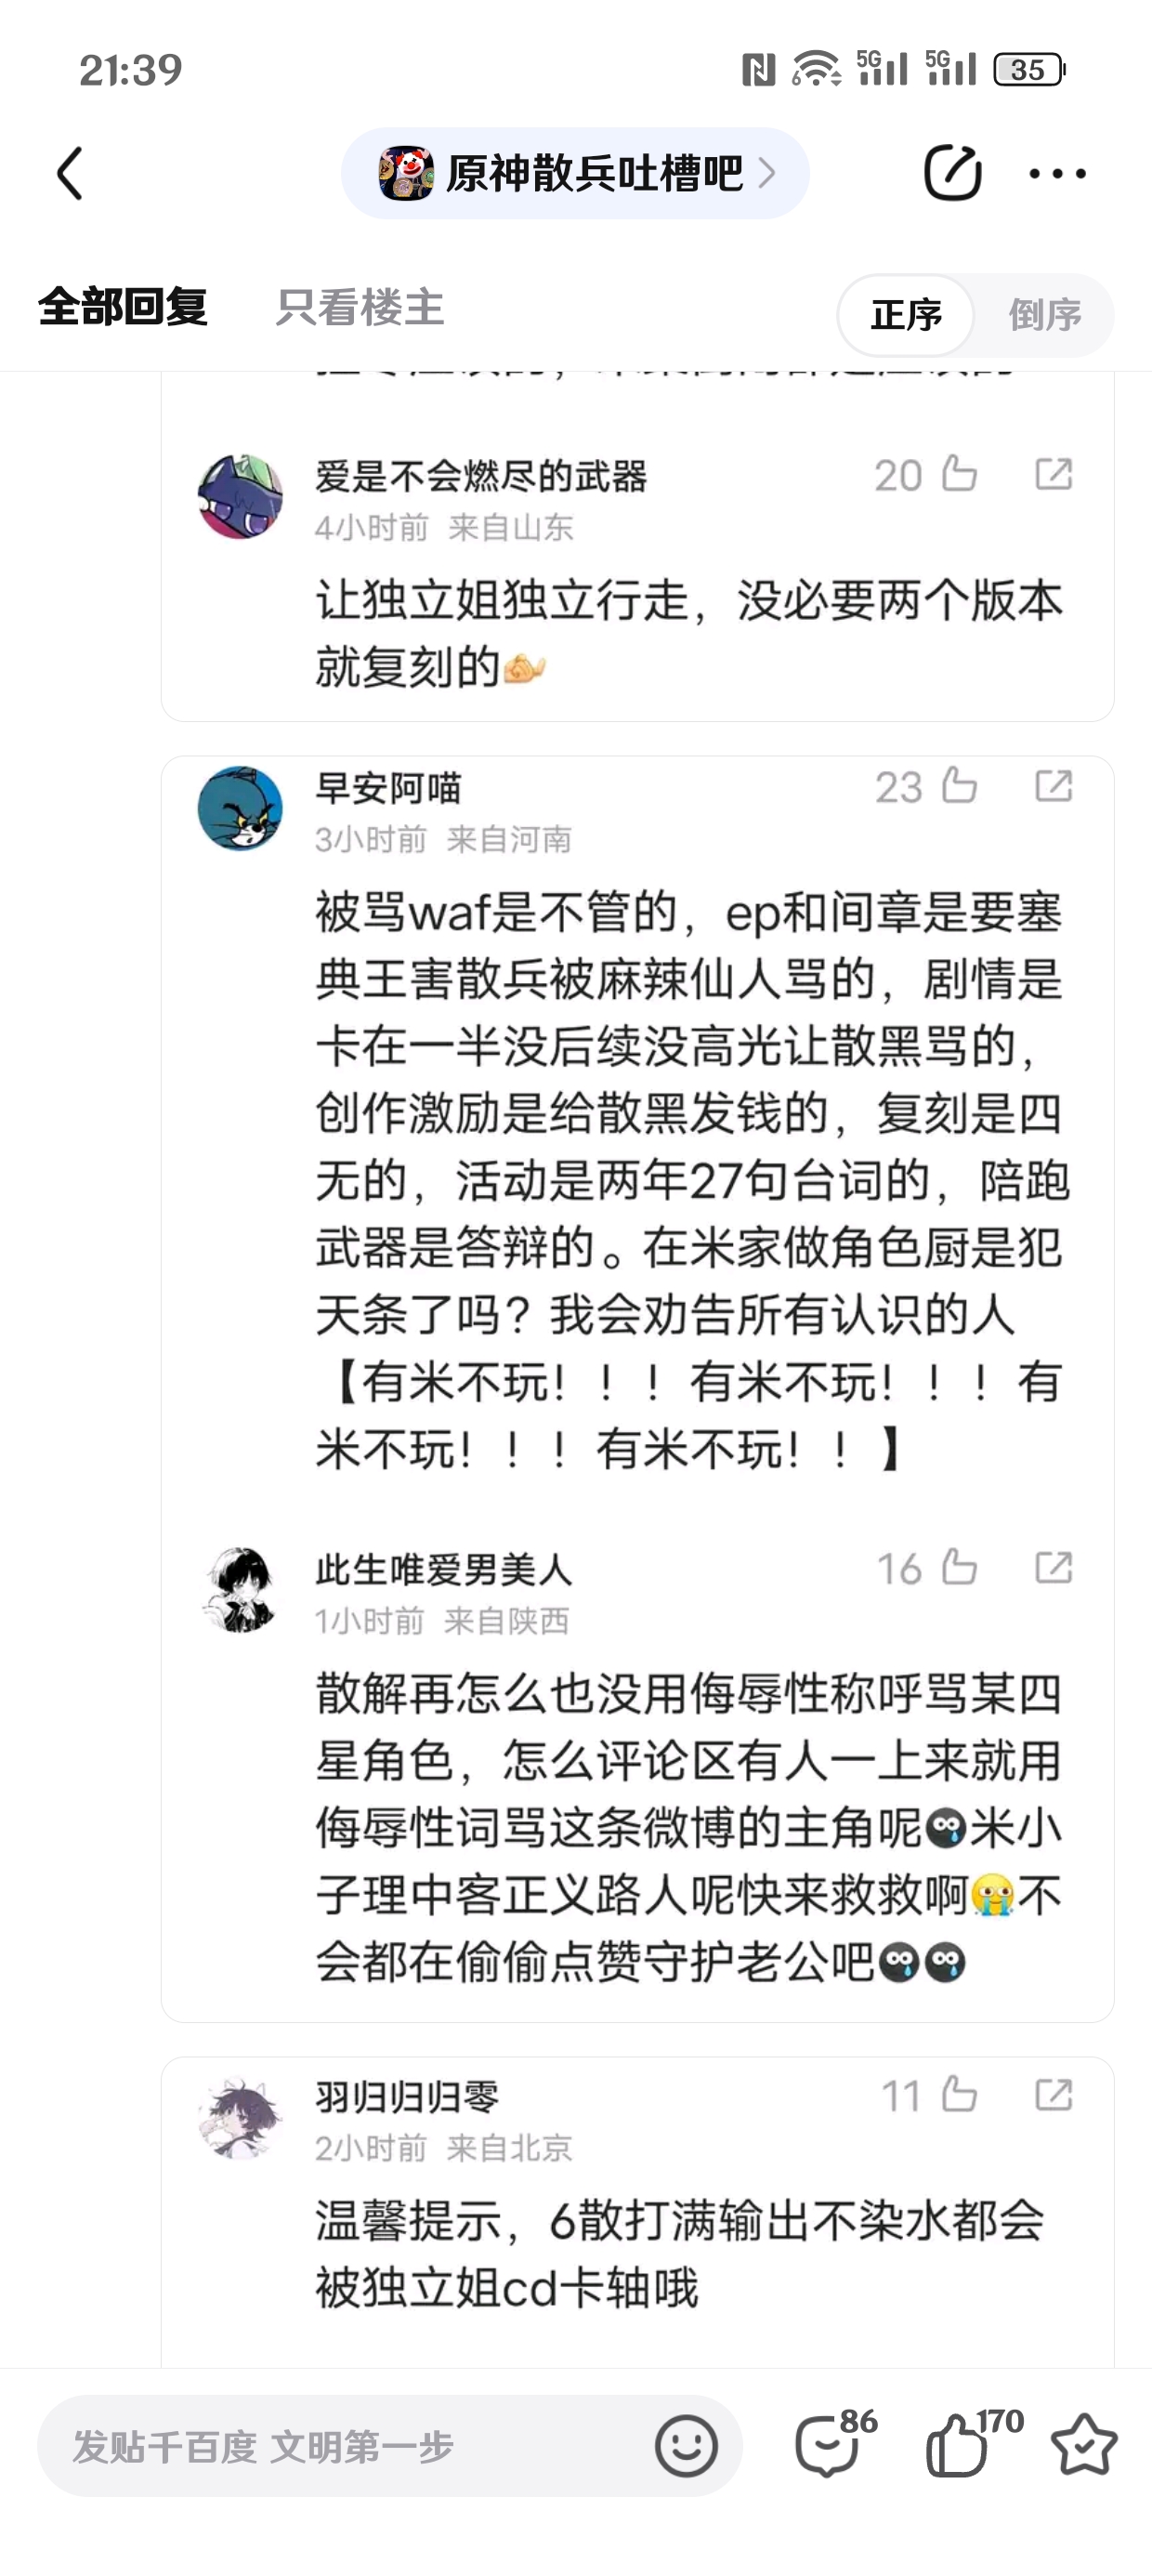 21:39
6
5G
5G
35
原神散兵吐槽吧
全部回复
只看楼主
正序
倒序
爱是不会燃尽的武器
20
4小时前 来自山东
让独立姐独立行走，没必要两个版本
就复刻的
早安阿喵
23
3小时前 来自河南
被骂waf是不管的，ep和间章是要塞
典王害散兵被麻辣仙人骂的，剧情是
卡在一半没后续没高光让散黑骂的，
创作激励是给散黑发钱的，复刻是四
无的，活动是两年27句台词的，陪跑
武器是答辩的。在米家做角色厨是犯
天条了吗？我会劝告所有认识的人
【有米不玩！！！有米不玩！！！有
米不玩！！！有米不玩！！】
此生唯爱男美人
16
1小时前 来自陕西
散解再怎么也没用侮辱性称呼骂某四
星角色，怎么评论区有人一上来就用
侮辱性词骂这条微博的主角呢米小
子理中客正义路人呢快来救救啊不
会都在偷偷点赞守护老公吧
羽归归归零
11
2小时前 来自北京
温馨提示，6散打满输出不染水都会
被独立姐cd卡轴哦
发贴千百度 文明第一步
86
170